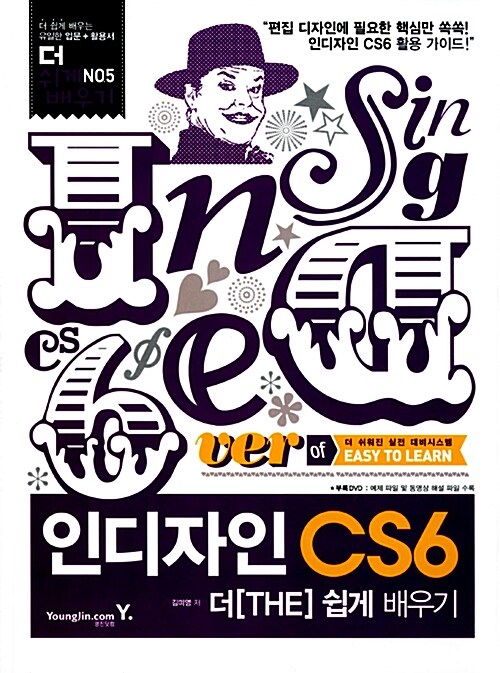 더 쉽게 배우는
유일한 입문 + 활용서
더
쉽게 NO5
배우기
“편집 디자인에 필요한 핵심만 쏙쏙!
인디자인 CS6 활용 가이드!”
In Sin
g
eD
cs
6
ver of
더 쉬워진 실전 대비시스템
EASY TO LEARN
★ 부록DVD : 예제 파일 및 동영상 해설 파일 수록
인디자인 CS6
김미영 저 더[THE] 쉽게 배우기
YoungJin.com Y.
영진닷컴